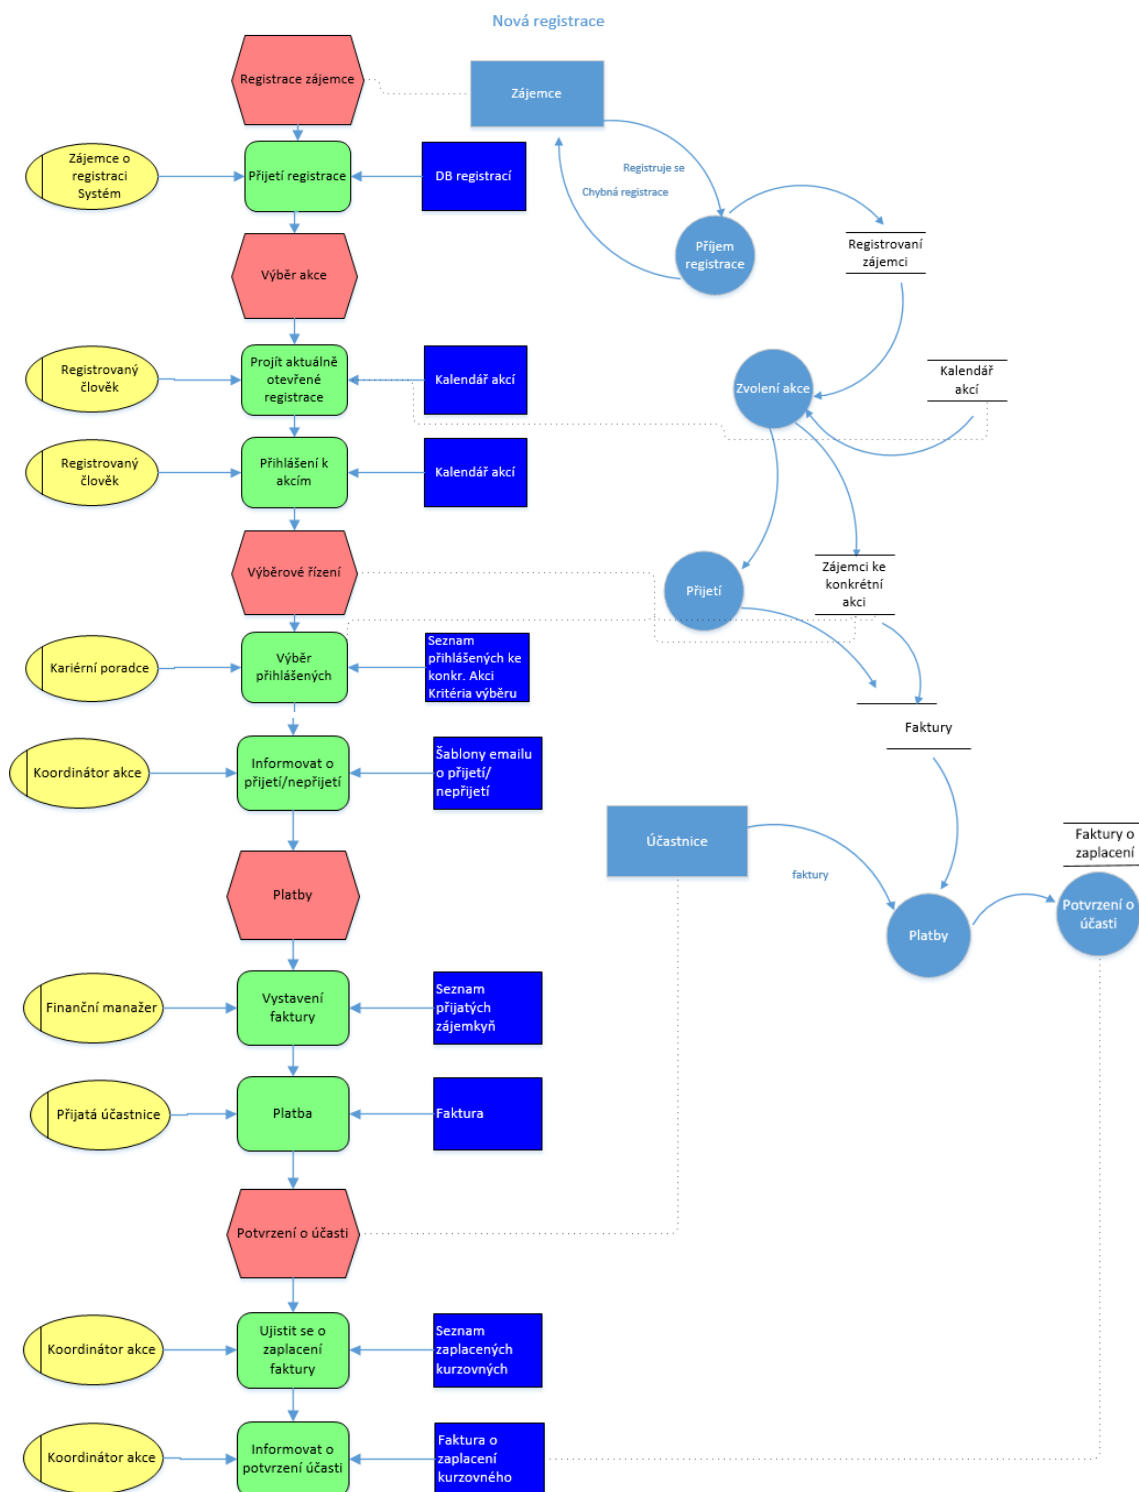 Nová registrace
Registrace zájemce
Zájemce
Zájemce o
registraci
Systém
Přijetí registrace
DB registrací
Registruje se
Chybná registrace
Příjem
registrace
Registrovaní
zájemci
Výběr akce
Registrovaný
člověk
Projít aktuálně
otevřené
registrace
Kalendář akcí
Zvolení akce
Kalendář
akcí
Registrovaný
člověk
Přihlášení k
akcím
Kalendář akcí
Výběrové řízení
Přijetí
Zájemci ke
konkrétní
akci
Kariérní poradce
Výběr
přihlášených
Seznam
přihlášených ke
konkr. Akci
Kritéria výběru
Faktury
Koordinátor akce
Informovat o
přijetí/nepřijetí
Šablony emailu
o přijetí/
nepřijetí
Účastnice
faktury
Faktury o
zaplacení
Platby
Platby
Potvrzení o
účasti
Finanční manažer
Vystavení
faktury
Seznam
přijatých
zájemkyň
Přijatá účastnice
Platba
Faktura
Potvrzení o účasti
Koordinátor akce
Ujistit se o
zaplacení
faktury
Seznam
zaplacených
kurzovných
Koordinátor akce
Informovat o
potvrzení účasti
Faktura o
zaplacení
kurzovného